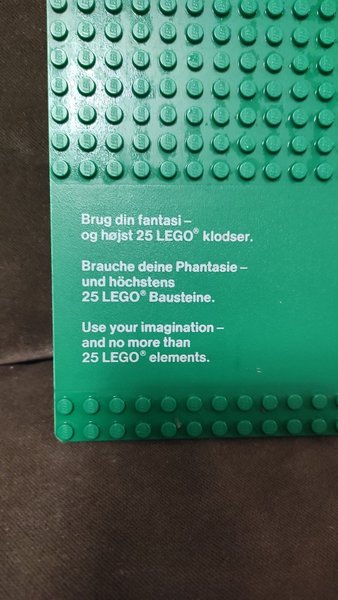 Brug din fantasi –
og højst 25 LEGO® klodser.
Brauche deine Phantasie –
und höchstens
25 LEGO® Bausteine.
Use your imagination –
and no more than
25 LEGO® elements.